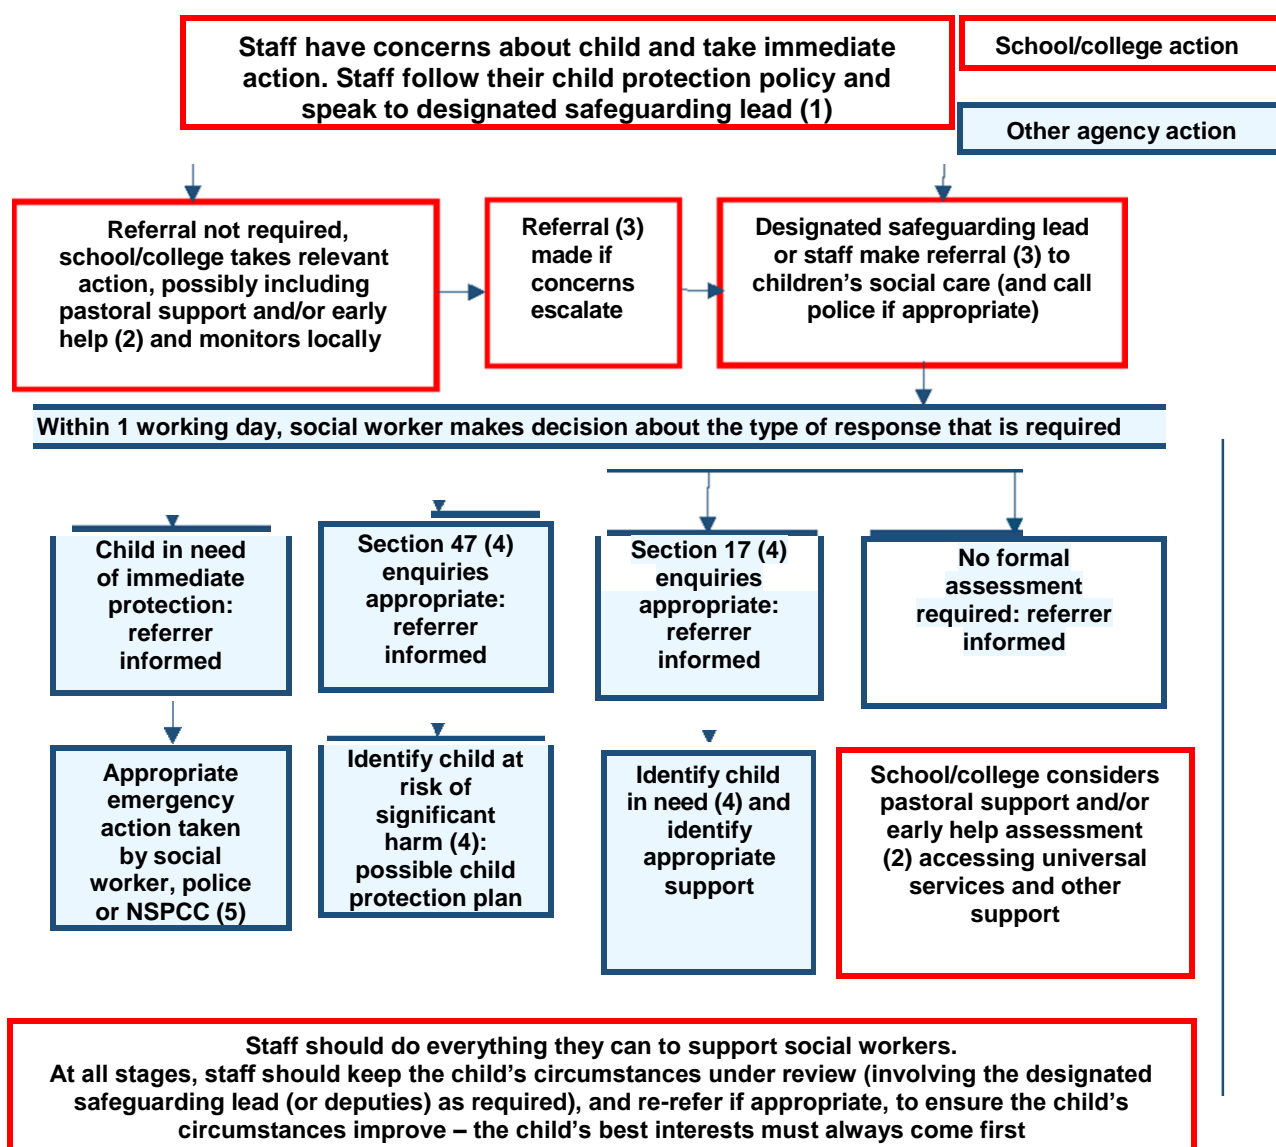 Staff have concerns about child and take immediate
action. Staff follow their child protection policy and
speak to designated safeguarding lead (1)
School/college action
Other agency action
Referral not required,
school/college takes relevant
action, possibly including
pastoral support and/or early
help (2) and monitors locally
Referral (3)
made if
concerns
escalate
Designated safeguarding lead
or staff make referral (3) to
children’s social care (and call
police if appropriate)
Within 1 working day, social worker makes decision about the type of response that is required
Child in need
of immediate
protection:
referrer
informed
Section 47 (4)
enquiries
appropriate:
referrer
informed
Section 17 (4)
enquiries
appropriate:
referrer
informed
No formal
assessment
required: referrer
informed
Appropriate
emergency
action taken
by social
worker, police
or NSPCC (5)
Identify child at
risk of
significant
harm (4):
possible child
protection plan
Identify child
in need (4) and
identify
appropriate
support
School/college considers
pastoral support and/or
early help assessment
(2) accessing universal
services and other
support
Staff should do everything they can to support social workers.
At all stages, staff should keep the child’s circumstances under review (involving the designated
safeguarding lead (or deputies) as required), and re-refer if appropriate, to ensure the child’s
circumstances improve – the child’s best interests must always come first